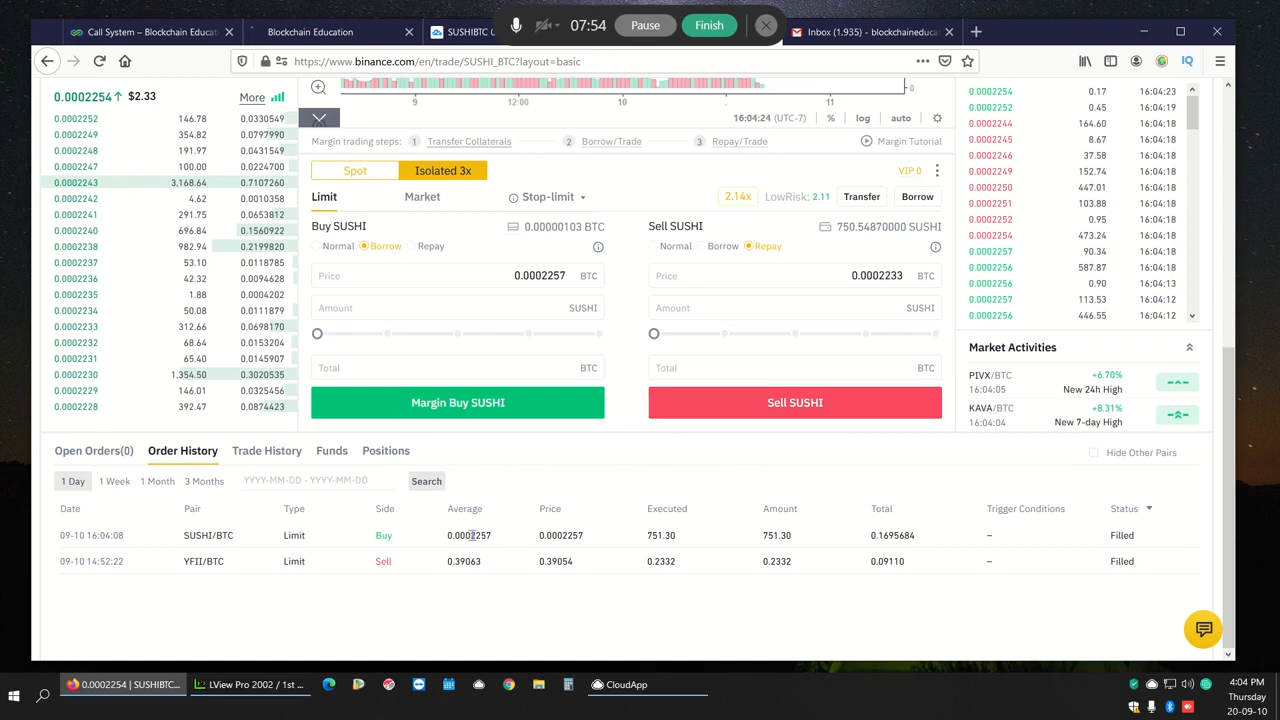 07:54 Pause Finish
Call System – Blockchain Educati
Blockchain Education
SUSHIBTC 0
Inbox (1,935) - blockchaineduca
https://www.binance.com/en/trade/SUSHI_BTC?layout=basic
IQ
0.0002254↑ $2.33 More
0.0002252 146.78 0.0330549
0.0002249 354.82 0.0797990
0.0002248 191.97 0.0431549
0.0002247 100.00 0.0224700
0.0002243 3,168.64 0.7107260
0.0002242 4.62 0.0010358
0.0002241 291.75 0.0653812
0.0002240 696.84 0.1560922
0.0002238 982.94 0.2199820
0.0002237 53.10 0.0118785
0.0002236 42.32 0.0094628
0.0002235 1.88 0.0004202
0.0002234 50.08 0.0111879
0.0002233 312.66 0.0698170
0.0002232 68.64 0.0153204
0.0002231 65.40 0.0145907
0.0002230 1,354.50 0.3020535
0.0002229 146.01 0.0325456
0.0002228 392.47 0.0874423
0
9 12:00 10 . 11
16:04:24 (UTC-7) % log auto
Margin trading steps: 1 Transfer Collaterals 2 Borrow/Trade 3 Repay/Trade Margin Tutorial
Spot Isolated 3x VIP 0
Limit Market Stop-limit 2.14x LowRisk: 2.11 Transfer Borrow
Buy SUSHI 0.00000103 BTC
Normal Borrow Repay
Price 0.0002257 BTC
Amount SUSHI
Total BTC
Margin Buy SUSHI
Sell SUSHI 750.54870000 SUSHI
Normal Borrow Repay
Price 0.0002233 BTC
Amount SUSHI
Total BTC
Sell SUSHI
0.0002254 0.17 16:04:23
0.0002252 0.45 16:04:19
0.0002244 164.60 16:04:18
0.0002245 8.67 16:04:18
0.0002246 37.58 16:04:18
0.0002249 152.74 16:04:18
0.0002250 447.01 16:04:18
0.0002251 103.88 16:04:18
0.0002252 0.95 16:04:18
0.0002254 473.24 16:04:18
0.0002257 90.34 16:04:18
0.0002256 587.87 16:04:18
0.0002256 0.90 16:04:13
0.0002257 113.53 16:04:12
0.0002256 446.55 16:04:12
Market Activities
PIVX/BTC +6.70%
16:04:05 New 24h High
KAVA/BTC +8.31%
16:04:04 New 7-day High
Open Orders(0) Order History Trade History Funds Positions Hide Other Pairs
1 Day 1 Week 1 Month 3 Months YYYY-MM-DD - YYYY-MM-DD Search
Date Pair Type Side Average Price Executed Amount Total Trigger Conditions Status
09-10 16:04:08 SUSHI/BTC Limit Buy 0.0002257 0.0002257 751.30 751.30 0.1695684 – Filled
09-10 14:52:22 YFII/BTC Limit Sell 0.39063 0.39054 0.2332 0.2332 0.09110 – Filled
0.0002254 | SUSHIBTC...
LView Pro 2002 / 1st ...
CloudApp
4:04 PM
Thursday
20-09-10